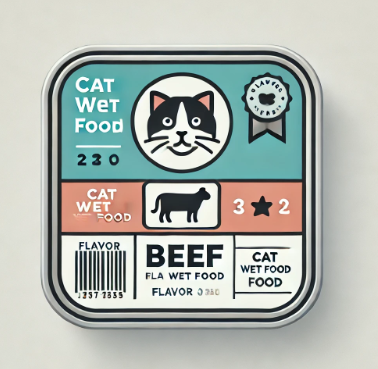 CAT
WET
FOOD
230
CAT
WET
FOOD
3 ★ 2
FLAVOR
BEEF
FLA WET FOOD
FLAVOR
CAT
WET FOOD
FOOD